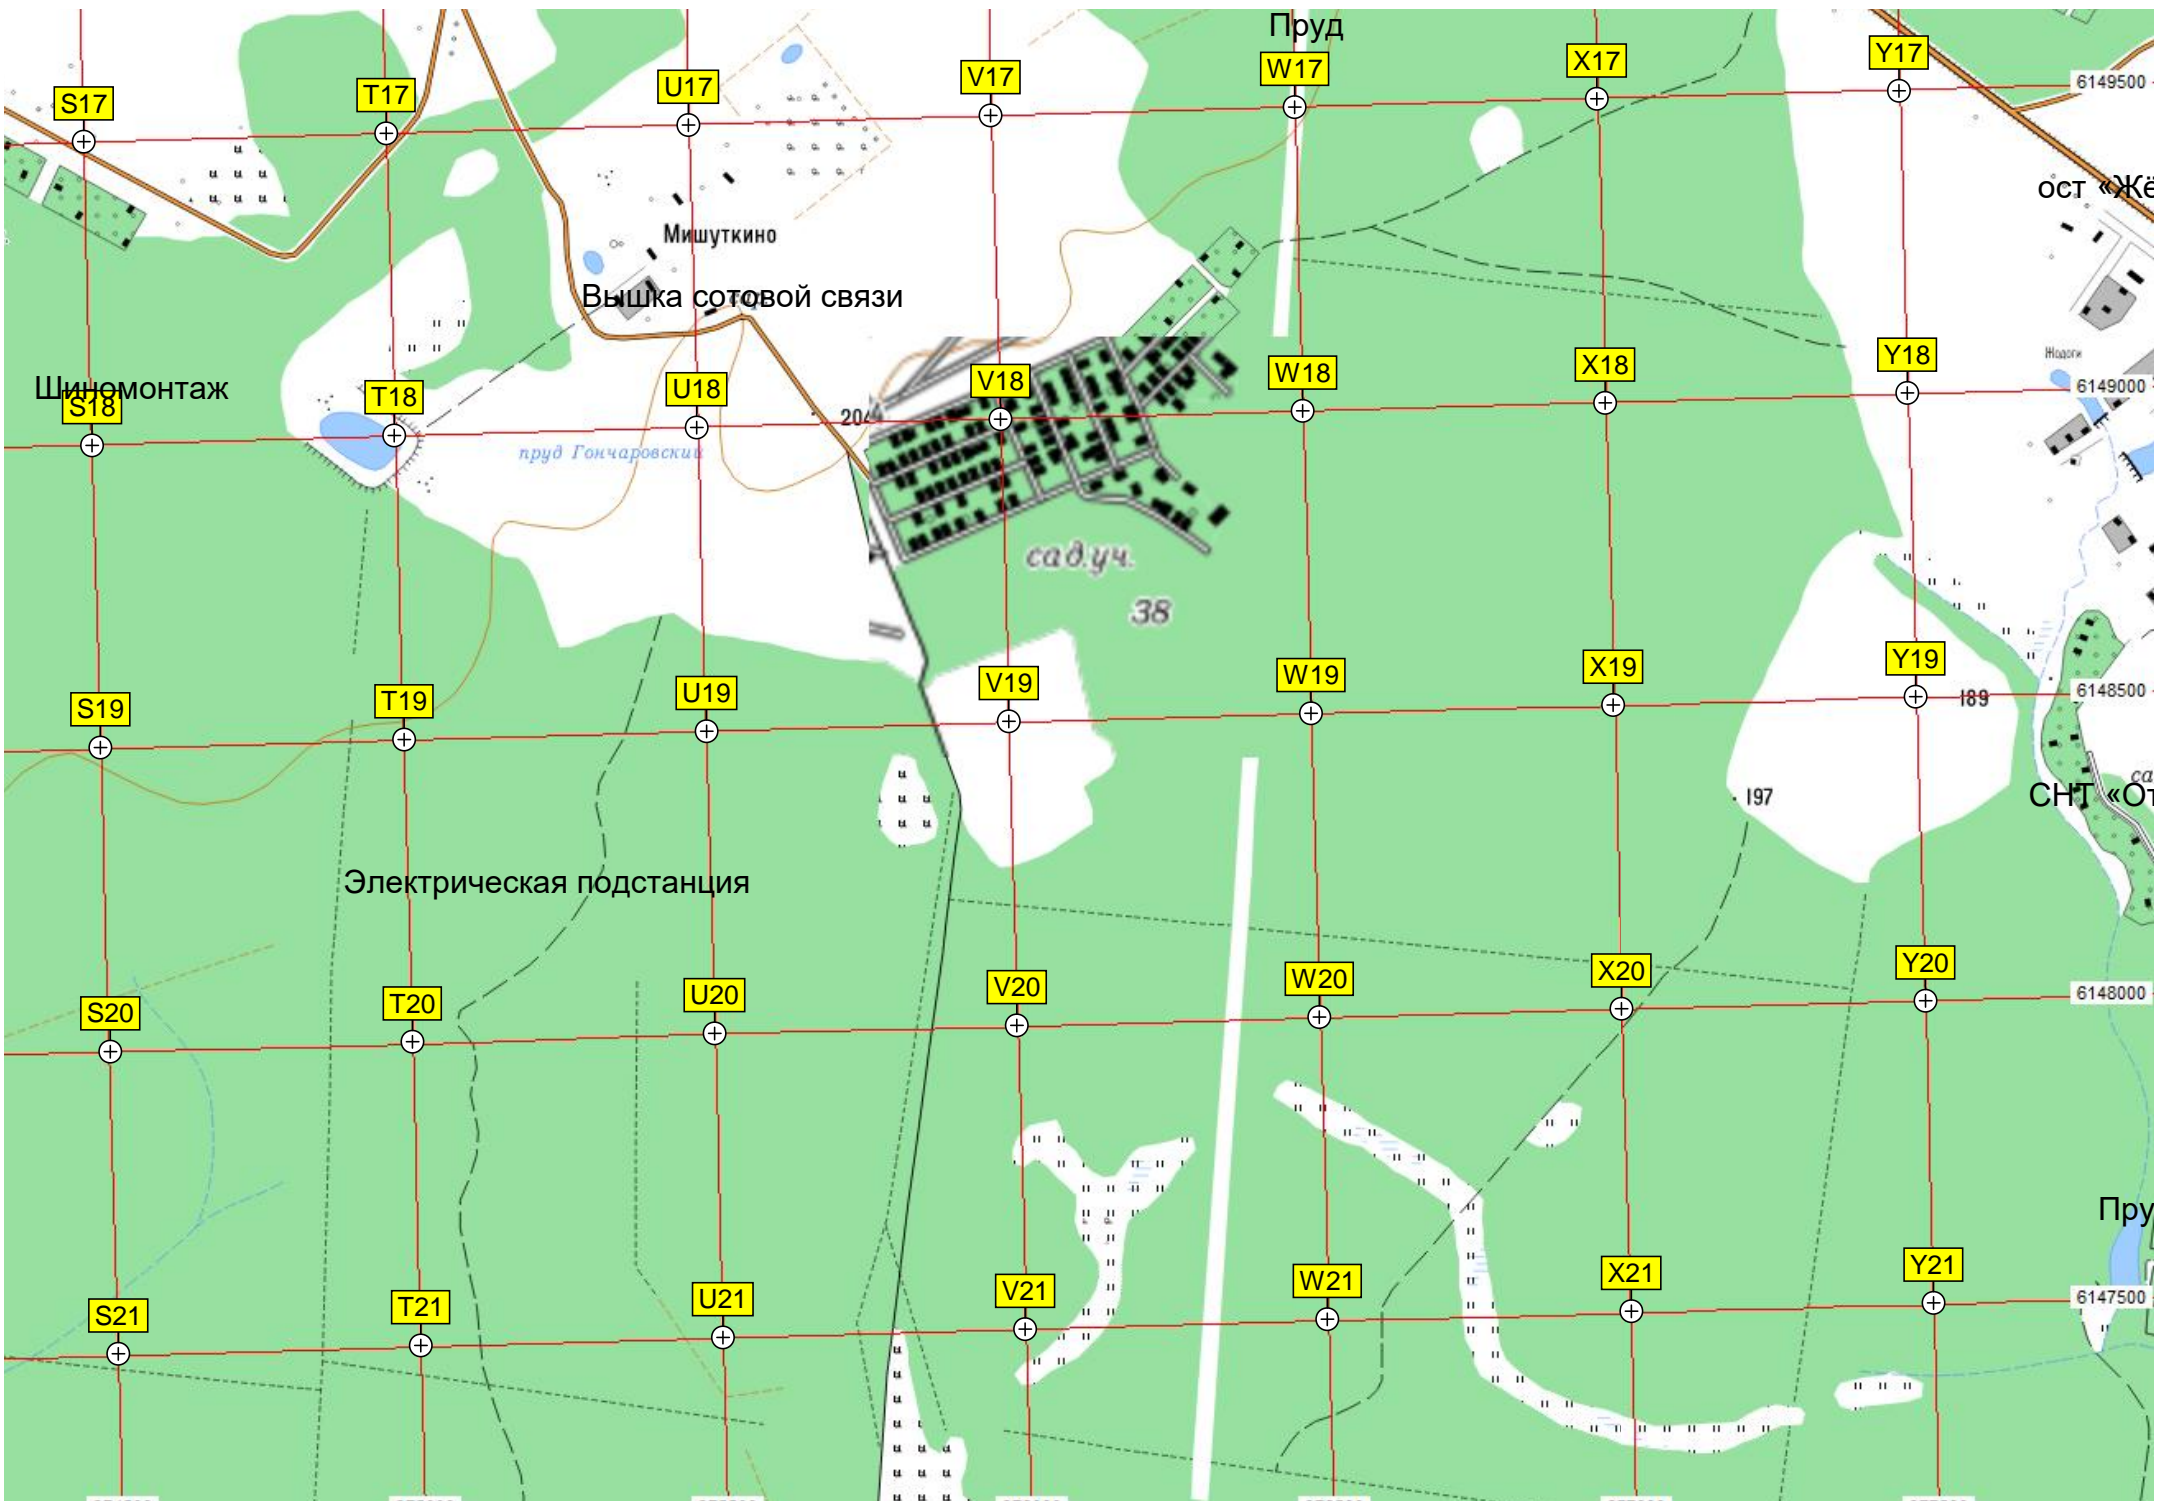 Пруд
S17
T17
U17
V17
W17
X17
Y17
6149500
ост «Жё
Мишуткино
Вышка сотовой связи
Жодочи
Шиномонтаж
S18
T18
U18
V18
W18
X18
Y18
6149000
204
пруд Гончаровский
сад.уч.
38
S19
T19
U19
V19
W19
X19
Y19
6148500
189
197
са
СНТ «От
Электрическая подстанция
S20
T20
U20
V20
W20
X20
Y20
6148000
Пру
S21
T21
U21
V21
W21
X21
Y21
6147500